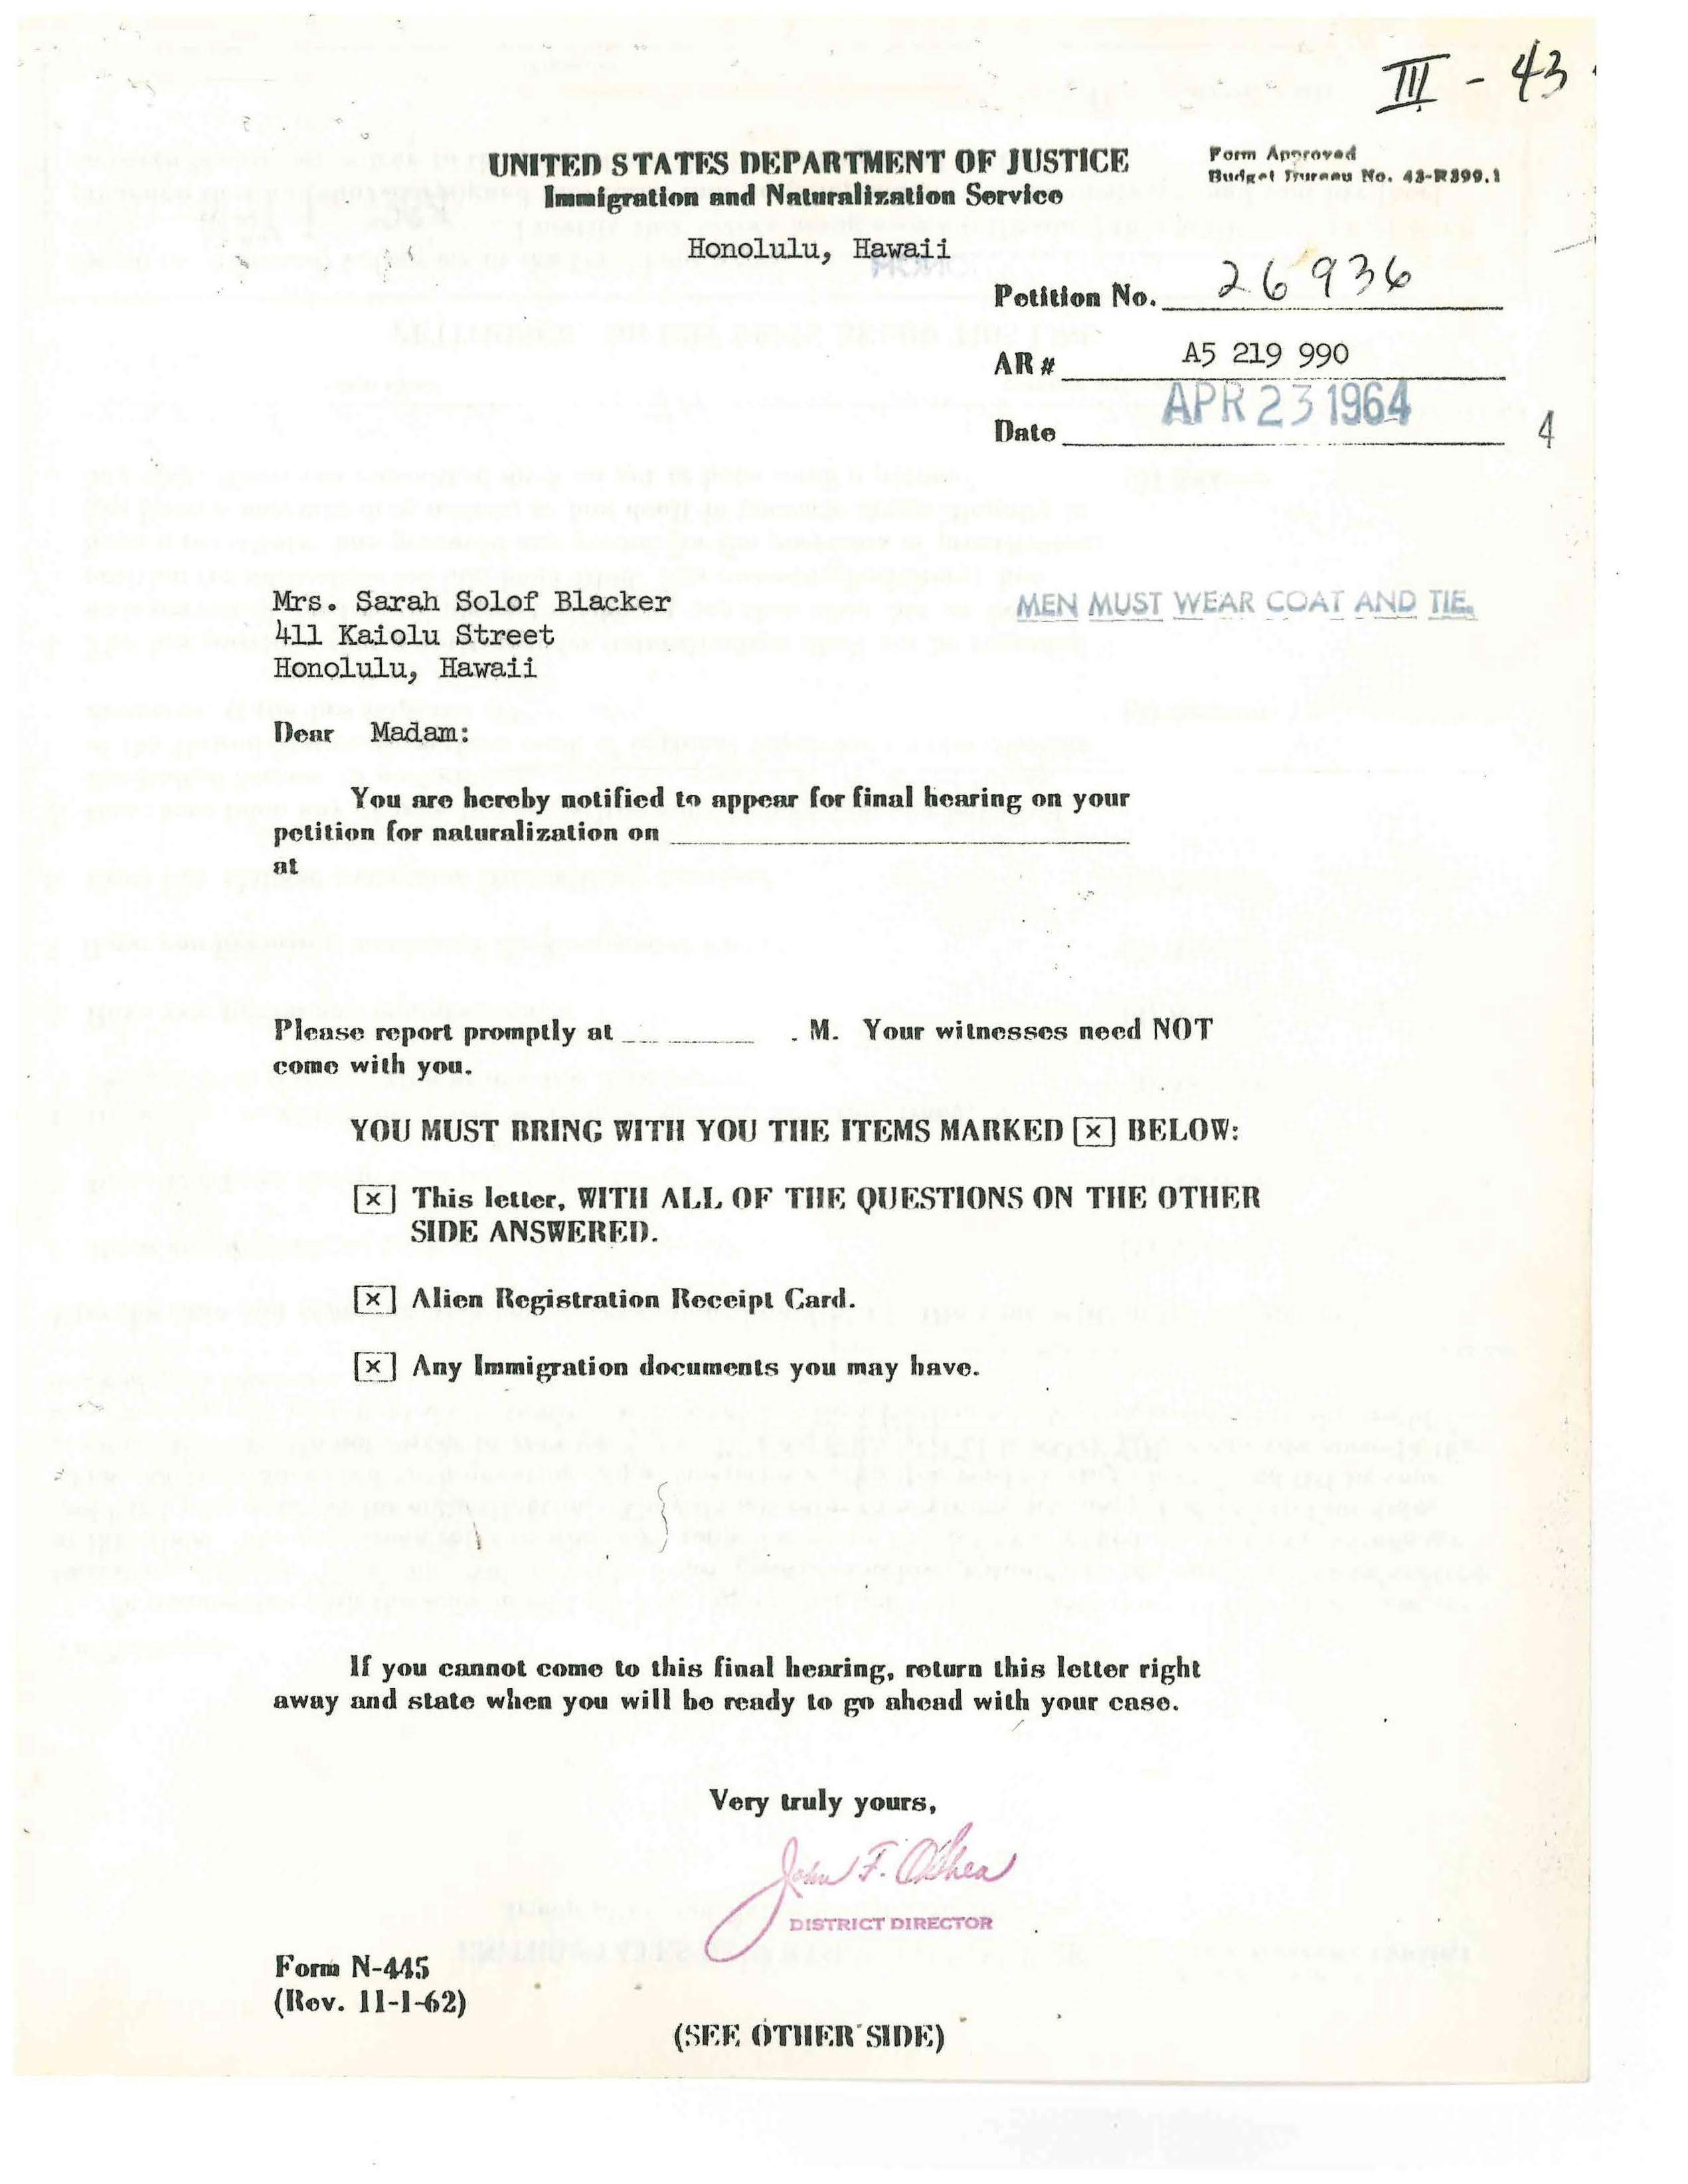 III - 43
UNITED STATES DEPARTMENT OF JUSTICE
Immigration and Naturalization Service
Honolulu, Hawaii
Form Approved
Budget Bureau No. 43-R399.1
Petition No. 26936
AR # A5 219 990
Date APR 23 1964
4
Mrs. Sarah Solof Blacker
411 Kaiolu Street
Honolulu, Hawaii
MEN MUST WEAR COAT AND TIE.
Dear Madam:
You are hereby notified to appear for final hearing on your
petition for naturalization on
at
Please report promptly at . M. Your witnesses need NOT
come with you.
YOU MUST BRING WITH YOU THE ITEMS MARKED [x] BELOW:
[x] This letter, WITH ALL OF THE QUESTIONS ON THE OTHER
SIDE ANSWERED.
[x] Alien Registration Receipt Card.
[x] Any Immigration documents you may have.
If you cannot come to this final hearing, return this letter right
away and state when you will be ready to go ahead with your case.
Very truly yours,
John F. O'Shea
DISTRICT DIRECTOR
Form N-445
(Rev. 11-1-62)
(SEE OTHER SIDE)